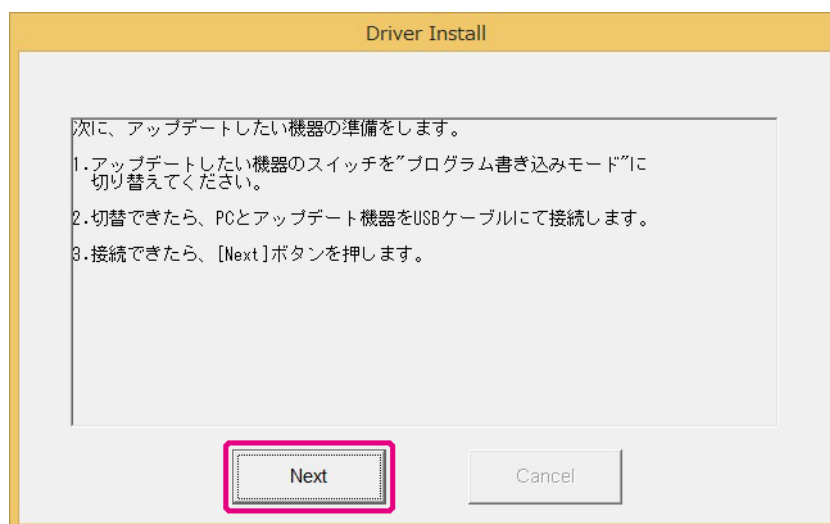 Driver Install
次に、アップデートしたい機器の準備をします。
1.アップデートしたい機器のスイッチを"プログラム書き込みモード"に
切り替えてください。
2.切替できたら、PCとアップデート機器をUSBケーブルにて接続します。
3.接続できたら、[Next]ボタンを押します。
Next
Cancel